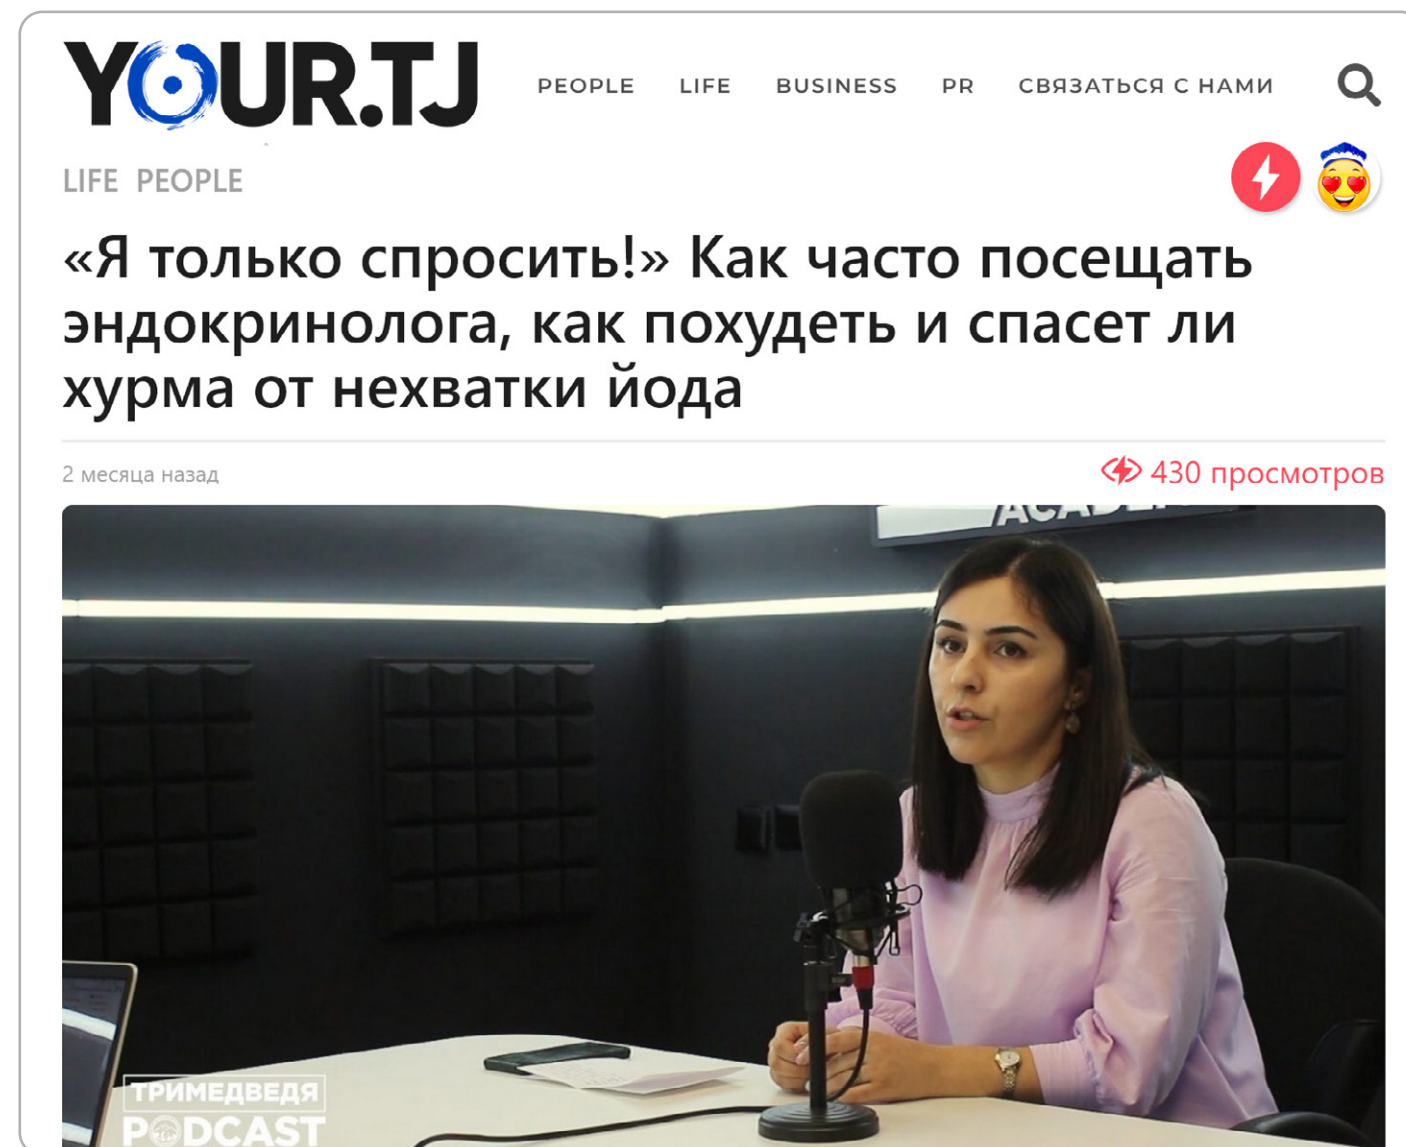 YOUR.TJ
PEOPLE LIFE BUSINESS PR СВЯЗАТЬСЯ С НАМИ
LIFE PEOPLE
«Я только спросить!» Как часто посещать
эндокринолога, как похудеть и спасет ли
хурма от нехватки йода
2 месяца назад
430 просмотров
ТРИМЕДВЕДЯ
PODCAST